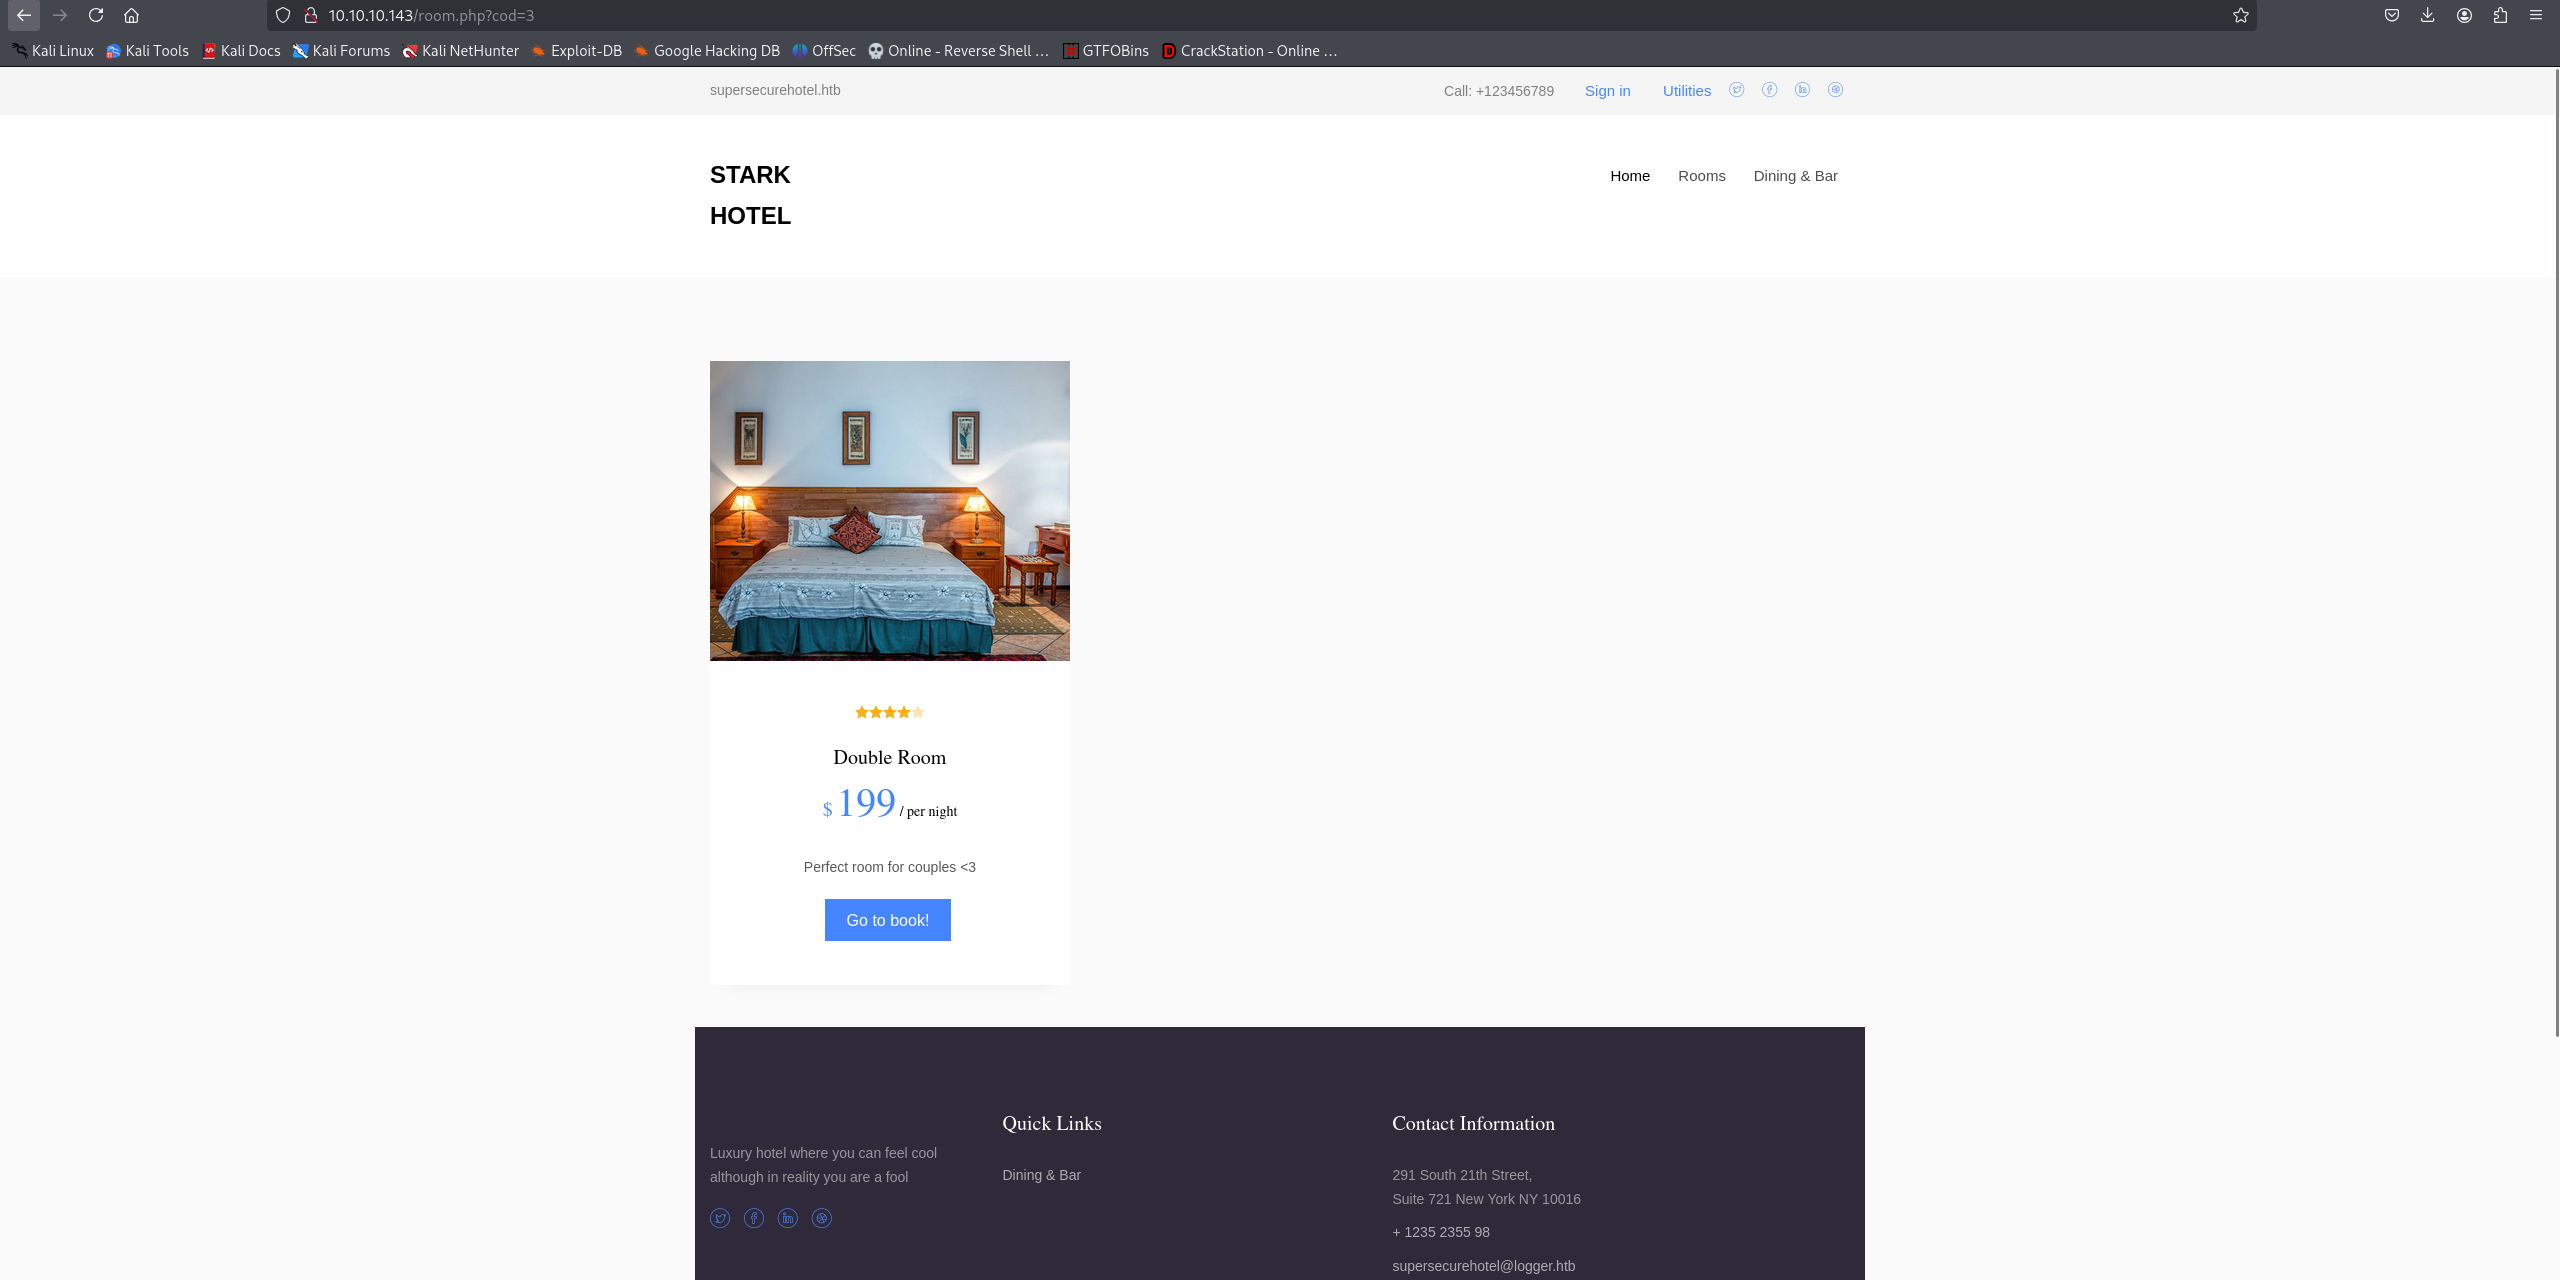 10.10.10.143/room.php?cod=3
Kali Linux Kali Tools Kali Docs Kali Forums Kali NetHunter Exploit-DB Google Hacking DB OffSec Online - Reverse Shell … GTFOBins CrackStation - Online …
supersecurehotel.htb Call: +123456789 Sign in Utilities
STARK
HOTEL
Home Rooms Dining & Bar
Double Room
$ 199 / per night
Perfect room for couples <3
Go to book!
Luxury hotel where you can feel cool
although in reality you are a fool
Quick Links
Dining & Bar
Contact Information
291 South 21th Street,
Suite 721 New York NY 10016
+ 1235 2355 98
supersecurehotel@logger.htb